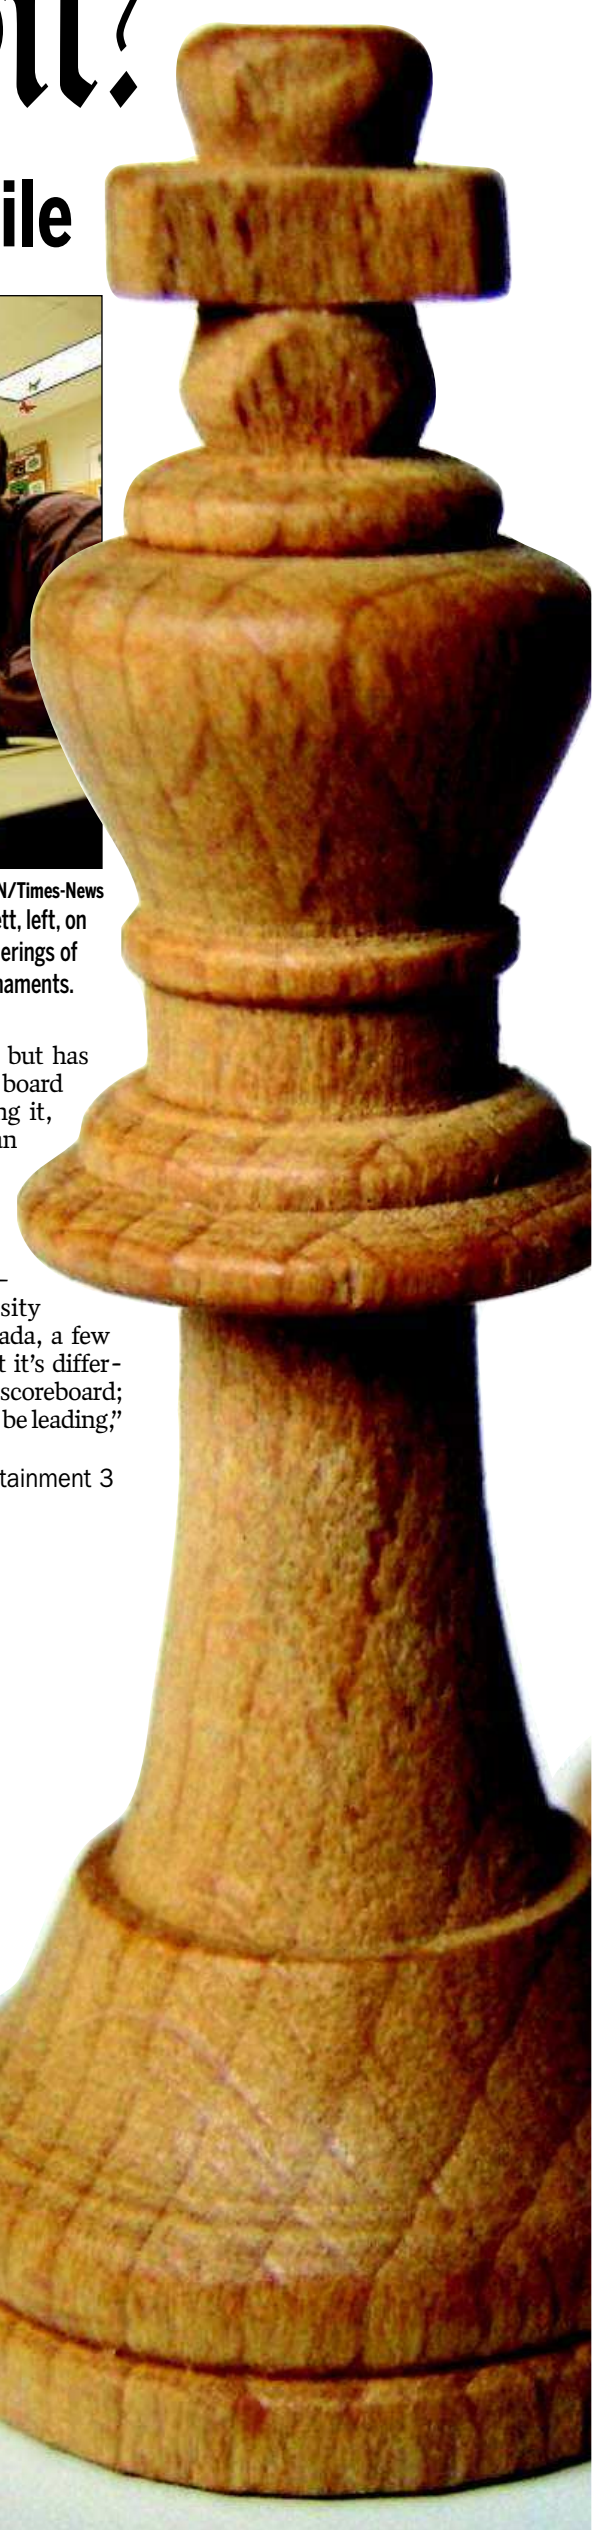 ile
N/Times-News
ett, left, on
erings of
naments.
but has
board
ng it,
an
–
sity
ada, a few
t it’s differ-
scoreboard;
be leading,”
tainment 3